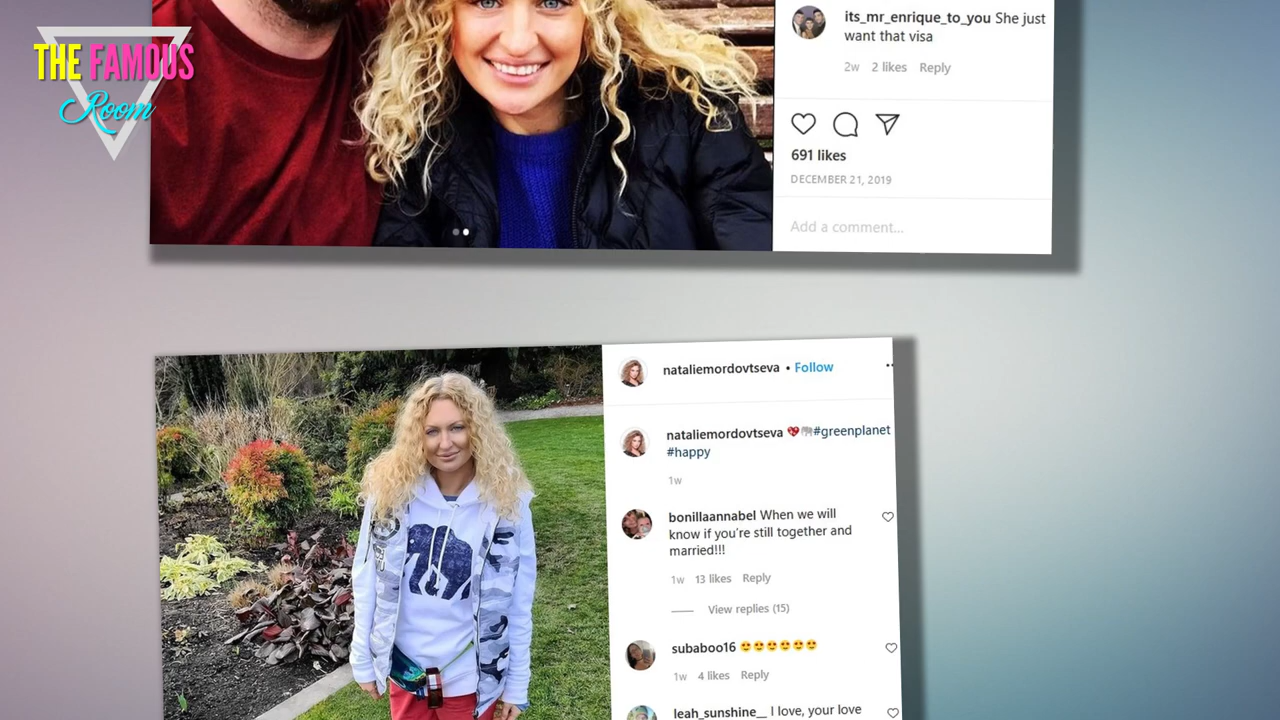 THE FAMOUS
Room
its_mr_enrique_to_you She just
want that visa
2w 2 likes Reply
691 likes
DECEMBER 21, 2019
Add a comment...
nataliemordovtseva • Follow
nataliemordovtseva 💖🐘#greenplanet
#happy
1w
bonillaannabel When we will
know if you're still together and
married!!!
1w 13 likes Reply
View replies (15)
subaboo16 😍😍😍😍😍😍
1w 4 likes Reply
leah_sunshine__ I love, your love